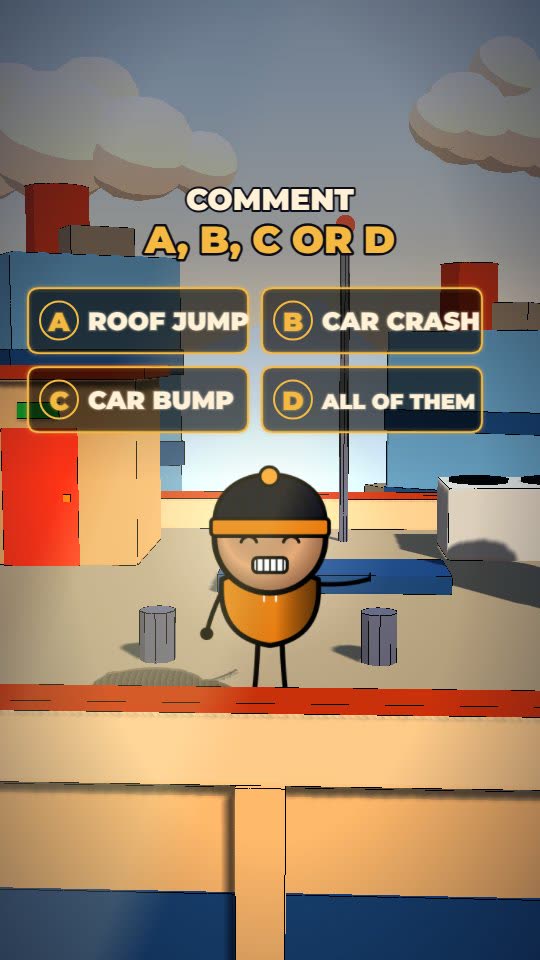 COMMENT
A, B, C OR D
A ROOF JUMP
B CAR CRASH
C CAR BUMP
D ALL OF THEM